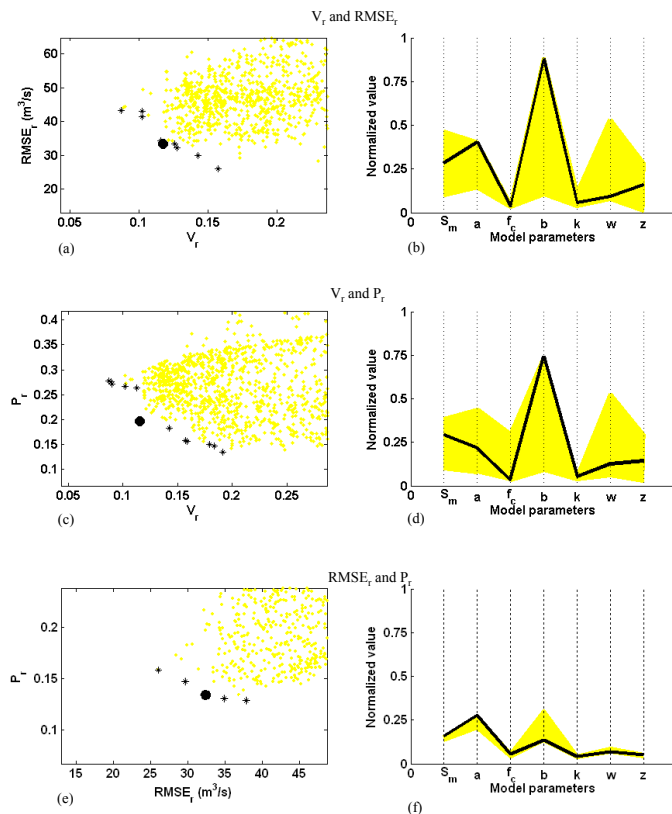 V_r and RMSE_r
60
50
40
30
20
RMSE_r (m³/s)
0.05 0.1 0.15 0.2
V_r
(a)
1
0.75
0.5
0.25
0
Normalized value
S_m a f_c b k w z
Model parameters
(b)
V_r and P_r
0.4
0.35
0.3
0.25
0.2
0.15
0.1
P_r
0.05 0.1 0.15 0.2 0.25
V_r
(c)
1
0.75
0.5
0.25
0
Normalized value
S_m a f_c b k w z
Model parameters
(d)
RMSE_r and P_r
0.2
0.15
0.1
P_r
15 20 25 30 35 40 45
RMSE_r (m³/s)
(e)
1
0.75
0.5
0.25
0
Normalized value
S_m a f_c b k w z
Model parameters
(f)